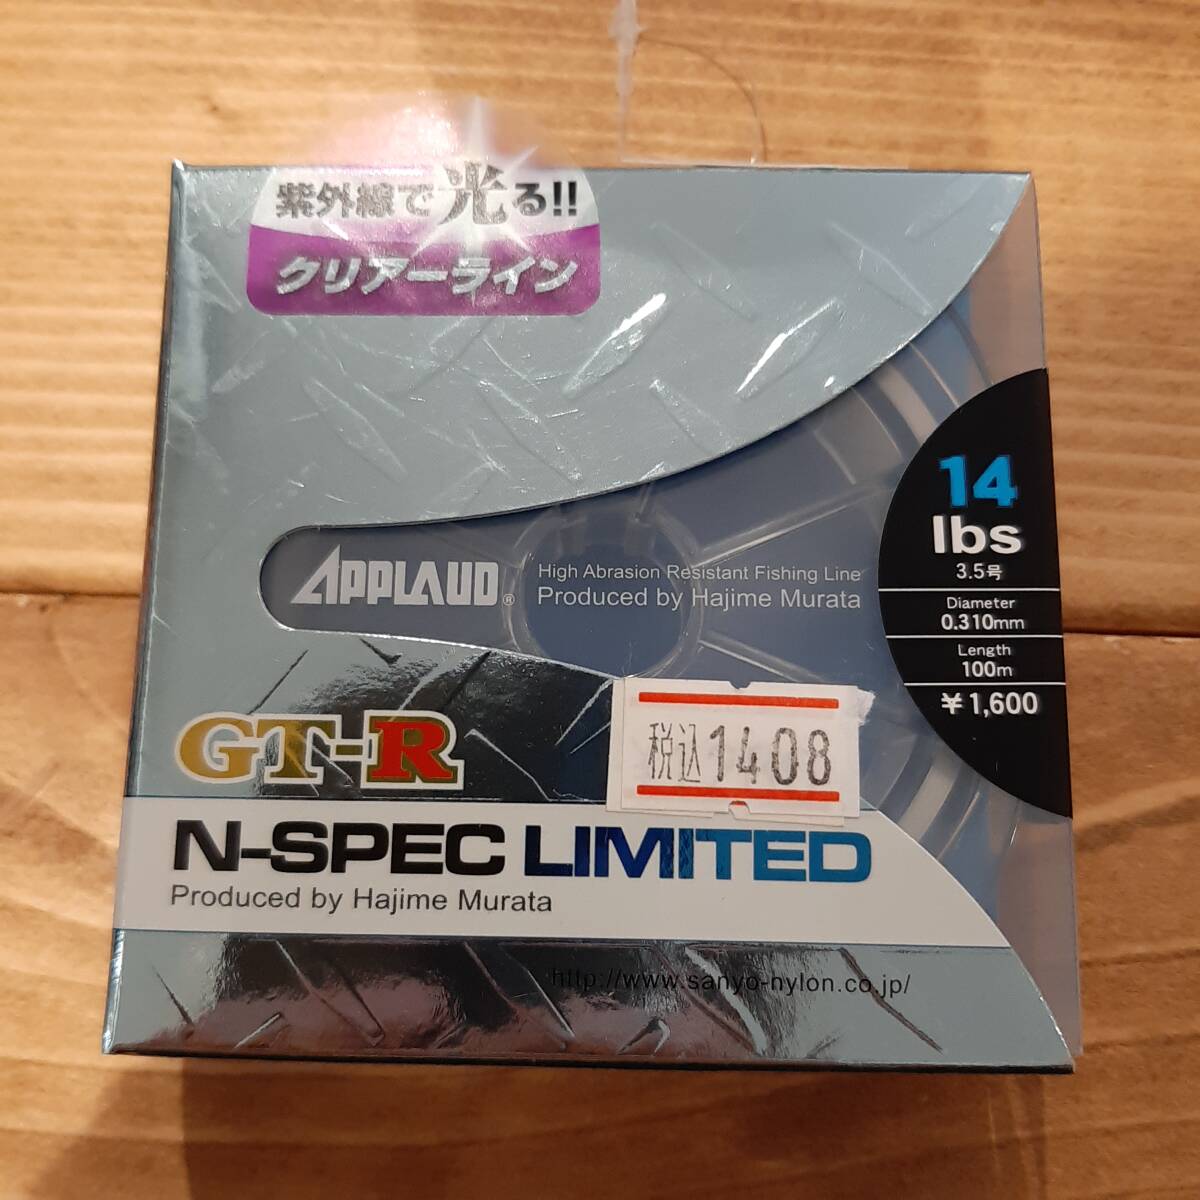 紫外線で光る!!
クリアーライン
14
lbs
3.5号
Diameter
0.310mm
Length
100m
¥1,600
APPLAUD®
High Abrasion Resistant Fishing Line
Produced by Hajime Murata
税込1408
GT-R
N-SPEC LIMITED
Produced by Hajime Murata
http://www.sanyo-nylon.co.jp/